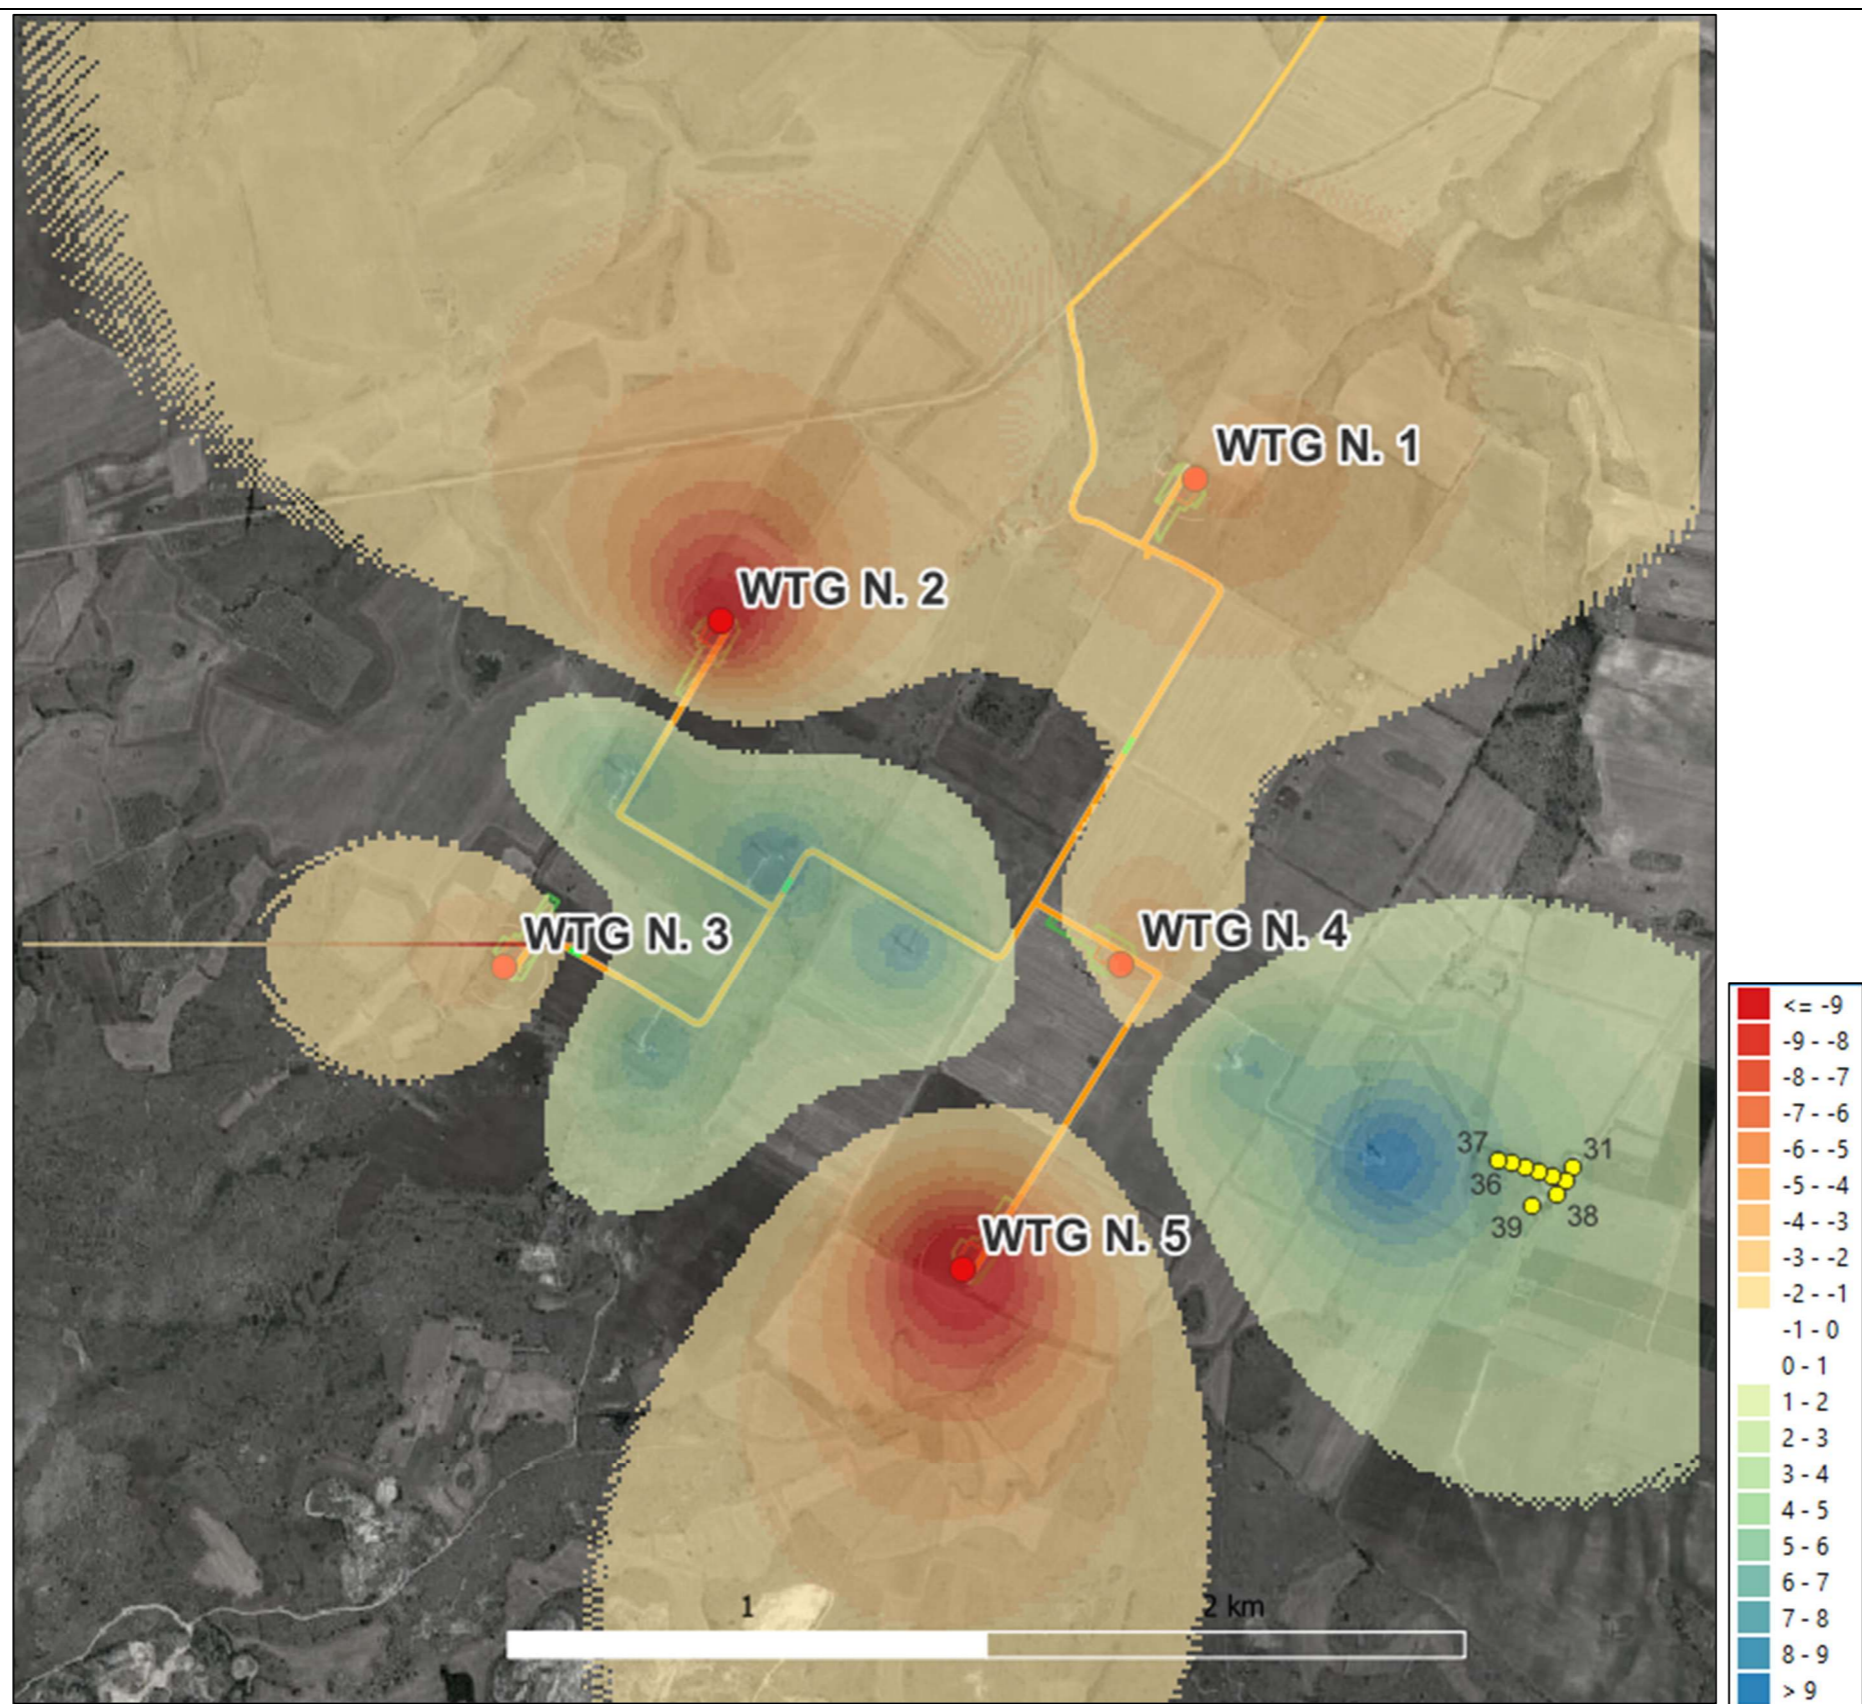 WTG N. 1
WTG N. 2
WTG N. 3
WTG N. 4
37
31
36
38
39
WTG N. 5
1
2 km
<= -9
-9 - -8
-8 - -7
-7 - -6
-6 - -5
-5 - -4
-4 - -3
-3 - -2
-2 - -1
-1 - 0
0 - 1
1 - 2
2 - 3
3 - 4
4 - 5
5 - 6
6 - 7
7 - 8
8 - 9
> 9